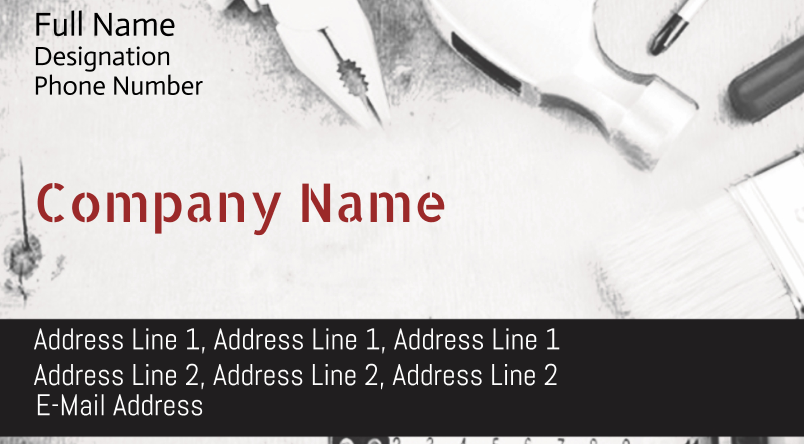 Full Name
Designation
Phone Number
Company Name
Address Line 1, Address Line 1, Address Line 1
Address Line 2, Address Line 2, Address Line 2
E-Mail Address